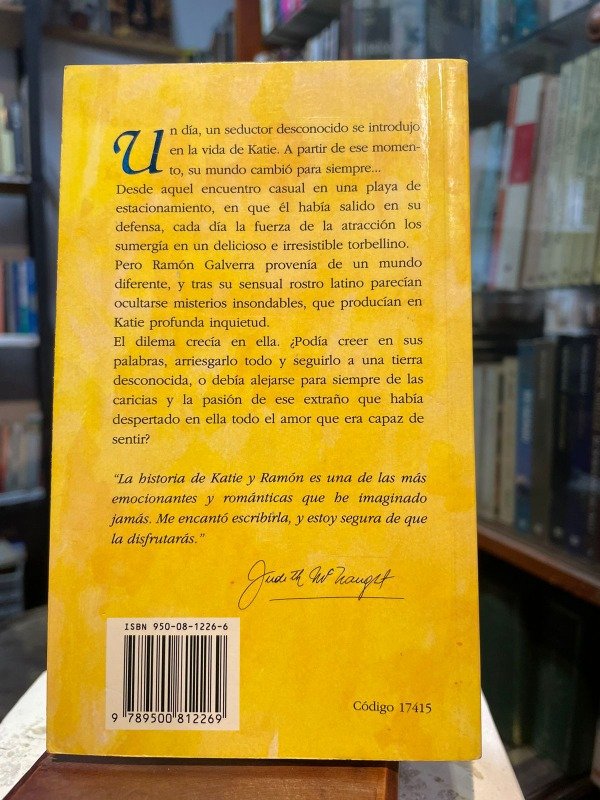 Un día, un seductor desconocido se introdujo
en la vida de Katie. A partir de ese momen-
to, su mundo cambió para siempre...
Desde aquel encuentro casual en una playa de
estacionamiento, en que él había salido en su
defensa, cada día la fuerza de la atracción los
sumergía en un delicioso e irresistible torbellino.
Pero Ramón Galverra provenía de un mundo
diferente, y tras su sensual rostro latino parecían
ocultarse misterios insondables, que producían en
Katie profunda inquietud.
El dilema crecía en ella. ¿Podía creer en sus
palabras, arriesgarlo todo y seguirlo a una tierra
desconocida, o debía alejarse para siempre de las
caricias y la pasión de ese extraño que había
despertado en ella todo el amor que era capaz de
sentir?
“La historia de Katie y Ramón es una de las más
emocionantes y románticas que he imaginado
jamás. Me encantó escribirla, y estoy segura de que
la disfrutarás.”
Judith McNaught
ISBN 950-08-1226-6
9 789500 812269
Código 17415